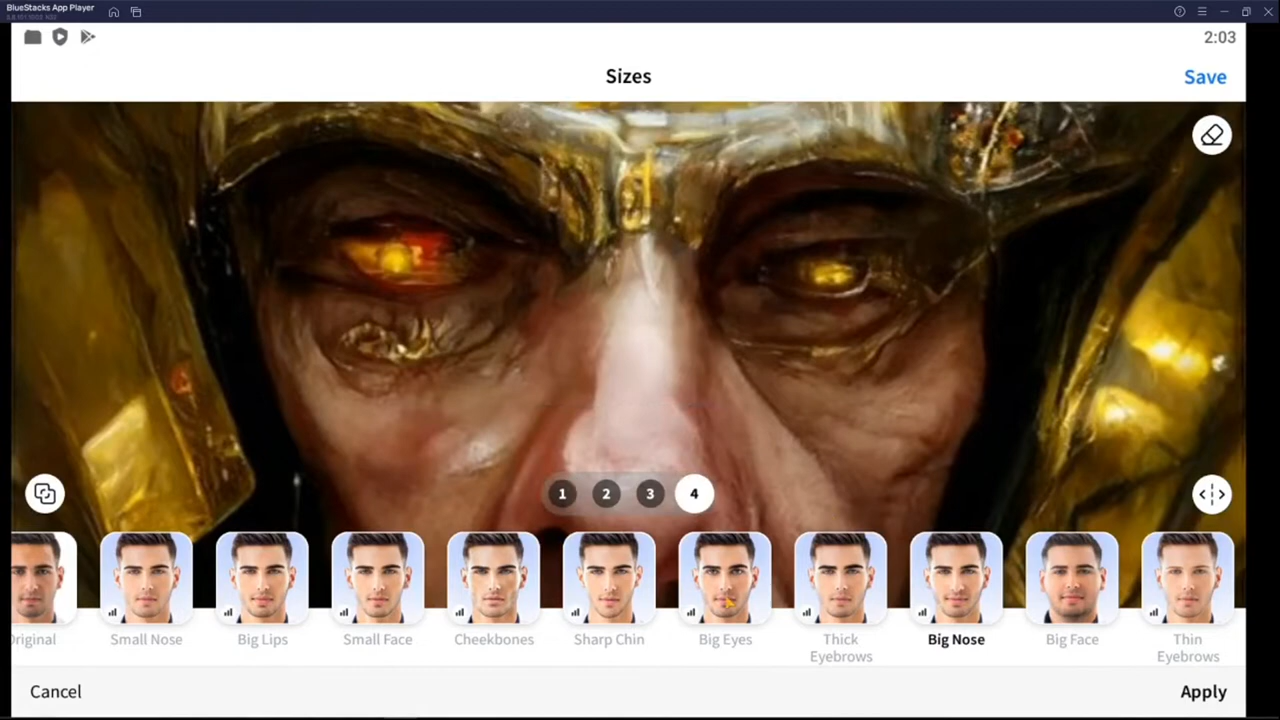 BlueStacks App Player
2:03
Sizes
Save
1 2 3 4
Original
Small Nose
Big Lips
Small Face
Cheekbones
Sharp Chin
Big Eyes
Thick
Eyebrows
Big Nose
Big Face
Thin
Eyebrows
Cancel
Apply